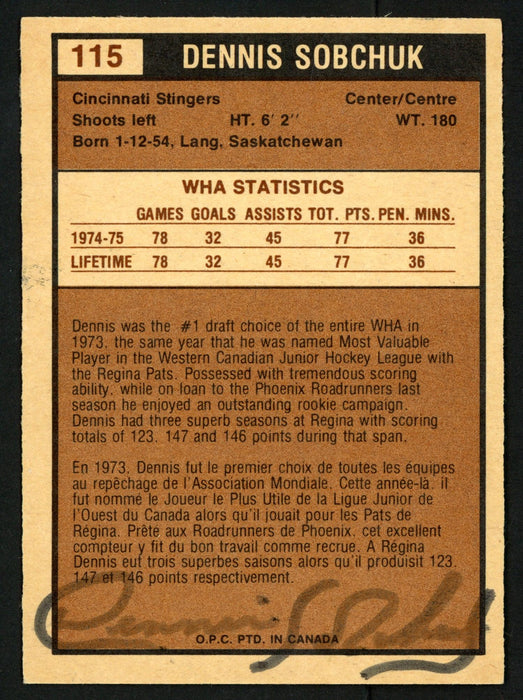 115 DENNIS SOBCHUK
Cincinnati Stingers Center/Centre
Shoots left HT. 6' 2'' WT. 180
Born 1-12-54, Lang, Saskatchewan
WHA STATISTICS
GAMES GOALS ASSISTS TOT. PTS. PEN. MINS.
1974-75 78 32 45 77 36
LIFETIME 78 32 45 77 36
Dennis was the #1 draft choice of the entire WHA in
1973, the same year that he was named Most Valuable
Player in the Western Canadian Junior Hockey League with
the Regina Pats. Possessed with tremendous scoring
ability, while on loan to the Phoenix Roadrunners last
season he enjoyed an outstanding rookie campaign.
Dennis had three superb seasons at Regina with scoring
totals of 123, 147 and 146 points during that span.
En 1973, Dennis fut le premier choix de toutes les équipes
au repêchage de l'Association Mondiale. Cette année-là, il
fut nomme le Joueur le Plus Utile de la Ligue Junior de
l'Ouest du Canada alors qu'il jouait pour les Pats de
Régina. Prête aux Roadrunners de Phoenix, cet excellent
compteur y fit du bon travail comme recrue. A Régina
Dennis eut trois superbes saisons alors qu'il produisit 123,
147 et 146 points respectivement.
Dennis Sobchuk
O.P.C. PTD. IN CANADA